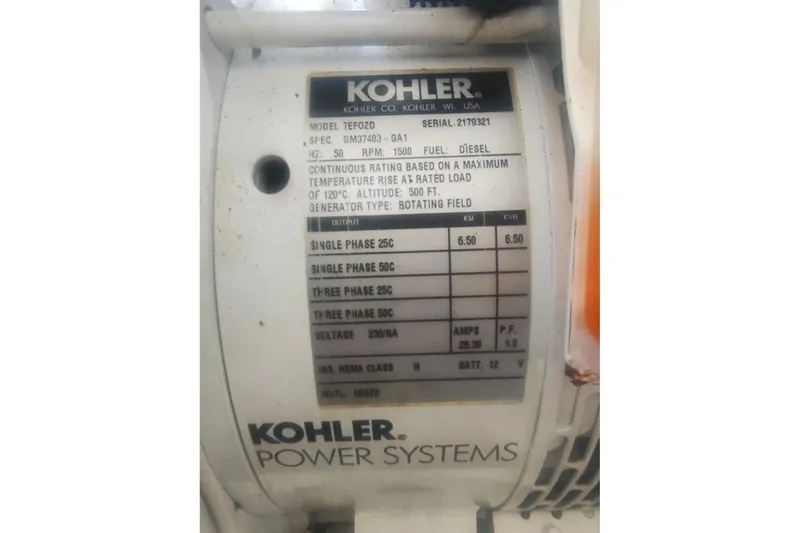 KOHLER®
KOHLER CO. KOHLER WI. USA
MODEL 7EFOZD SERIAL 2179321
SPEC. GM37403-GA1
HZ: 50 RPM: 1500 FUEL: DIESEL
CONTINUOUS RATING BASED ON A MAXIMUM
TEMPERATURE RISE AT RATED LOAD
OF 120°C. ALTITUDE: 500 FT.
GENERATOR TYPE: ROTATING FIELD
OUTPUT KW KVA
SINGLE PHASE 25C 6.50 6.50
SINGLE PHASE 50C
THREE PHASE 25C
THREE PHASE 50C
VOLTAGE 230/NA AMPS P.F.
28.30 1.0
INS. NEMA CLASS H BATT. 12 V
MATL:
KOHLER®
POWER SYSTEMS